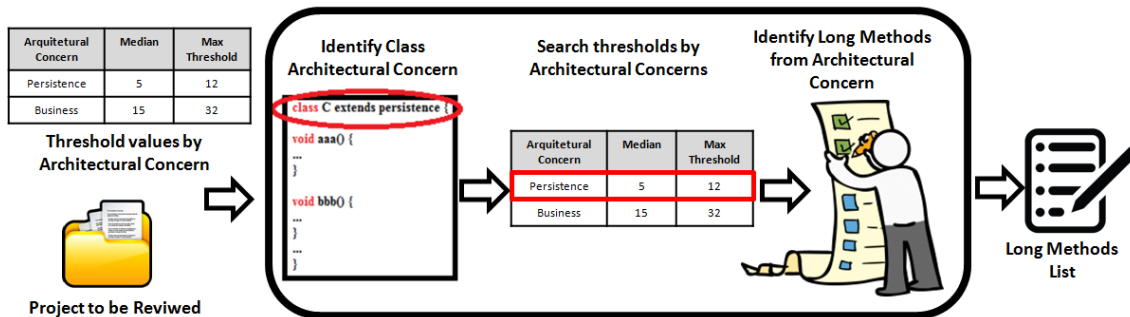 Arquitetural Concern Median Max Threshold
Persistence 5 12
Business 15 32
Threshold values by
Architectural Concern
Project to be Reviwed
Identify Class
Architectural Concern
class C extends persistence {
void aaa() {
...
}
void bbb() {
...
}
...
}
Search thresholds by
Architectural Concerns
Arquitetural Concern Median Max Threshold
Persistence 5 12
Business 15 32
Identify Long Methods
from Architectural
Concern
Long Methods
List